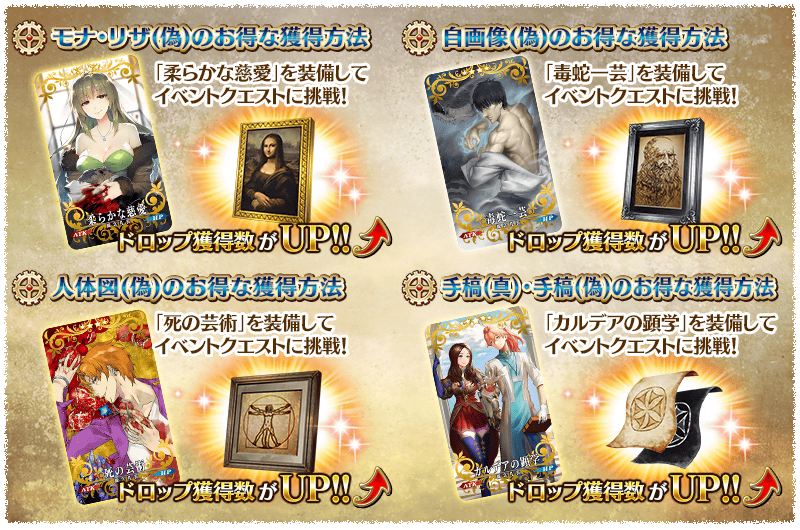 モナ・リザ(偽)のお得な獲得方法
「柔らかな慈愛」を装備して
イベントクエストに挑戦!
柔らかな慈愛
ATK
HP
ドロップ獲得数がUP!!
自画像(偽)のお得な獲得方法
「毒蛇一芸」を装備して
イベントクエストに挑戦!
毒蛇一芸
ATK
HP
ドロップ獲得数がUP!!
人体図(偽)のお得な獲得方法
「死の芸術」を装備して
イベントクエストに挑戦!
死の芸術
ATK
HP
ドロップ獲得数がUP!!
手稿(真)・手稿(偽)のお得な獲得方法
「カルデアの顕学」を装備して
イベントクエストに挑戦!
カルデアの顕学
ATK
HP
ドロップ獲得数がUP!!